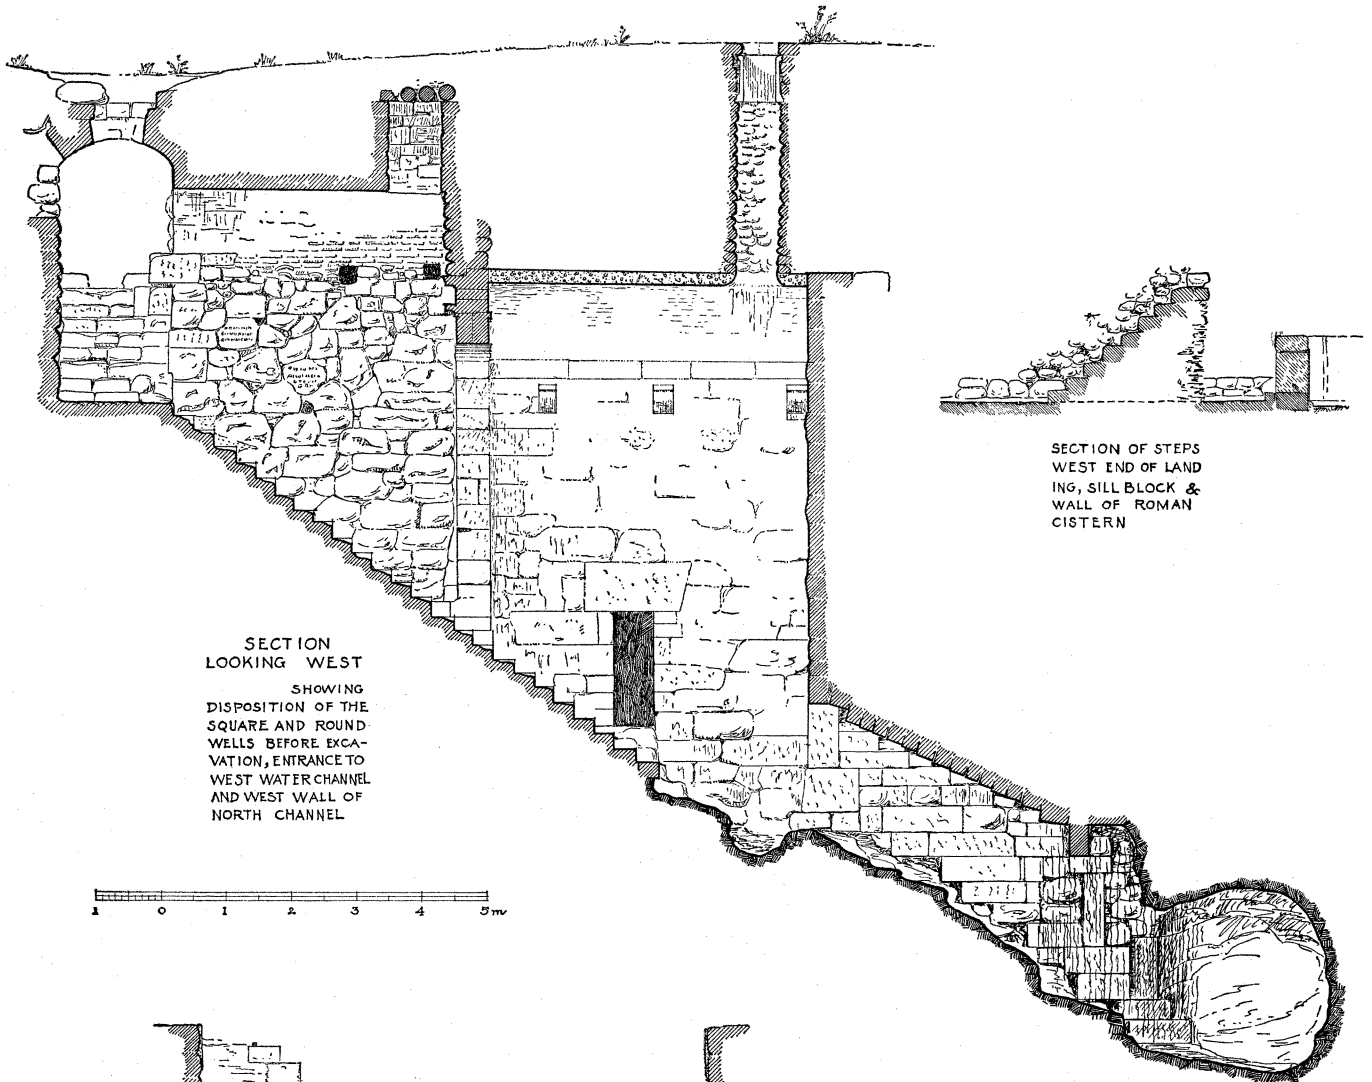 SECTION
LOOKING WEST
SHOWING
DISPOSITION OF THE
SQUARE AND ROUND
WELLS BEFORE EXCA-
VATION, ENTRANCE TO
WEST WATER CHANNEL
AND WEST WALL OF
NORTH CHANNEL
1 0 1 2 3 4 5m
SECTION OF STEPS
WEST END OF LAND
ING, SILL BLOCK &
WALL OF ROMAN
CISTERN